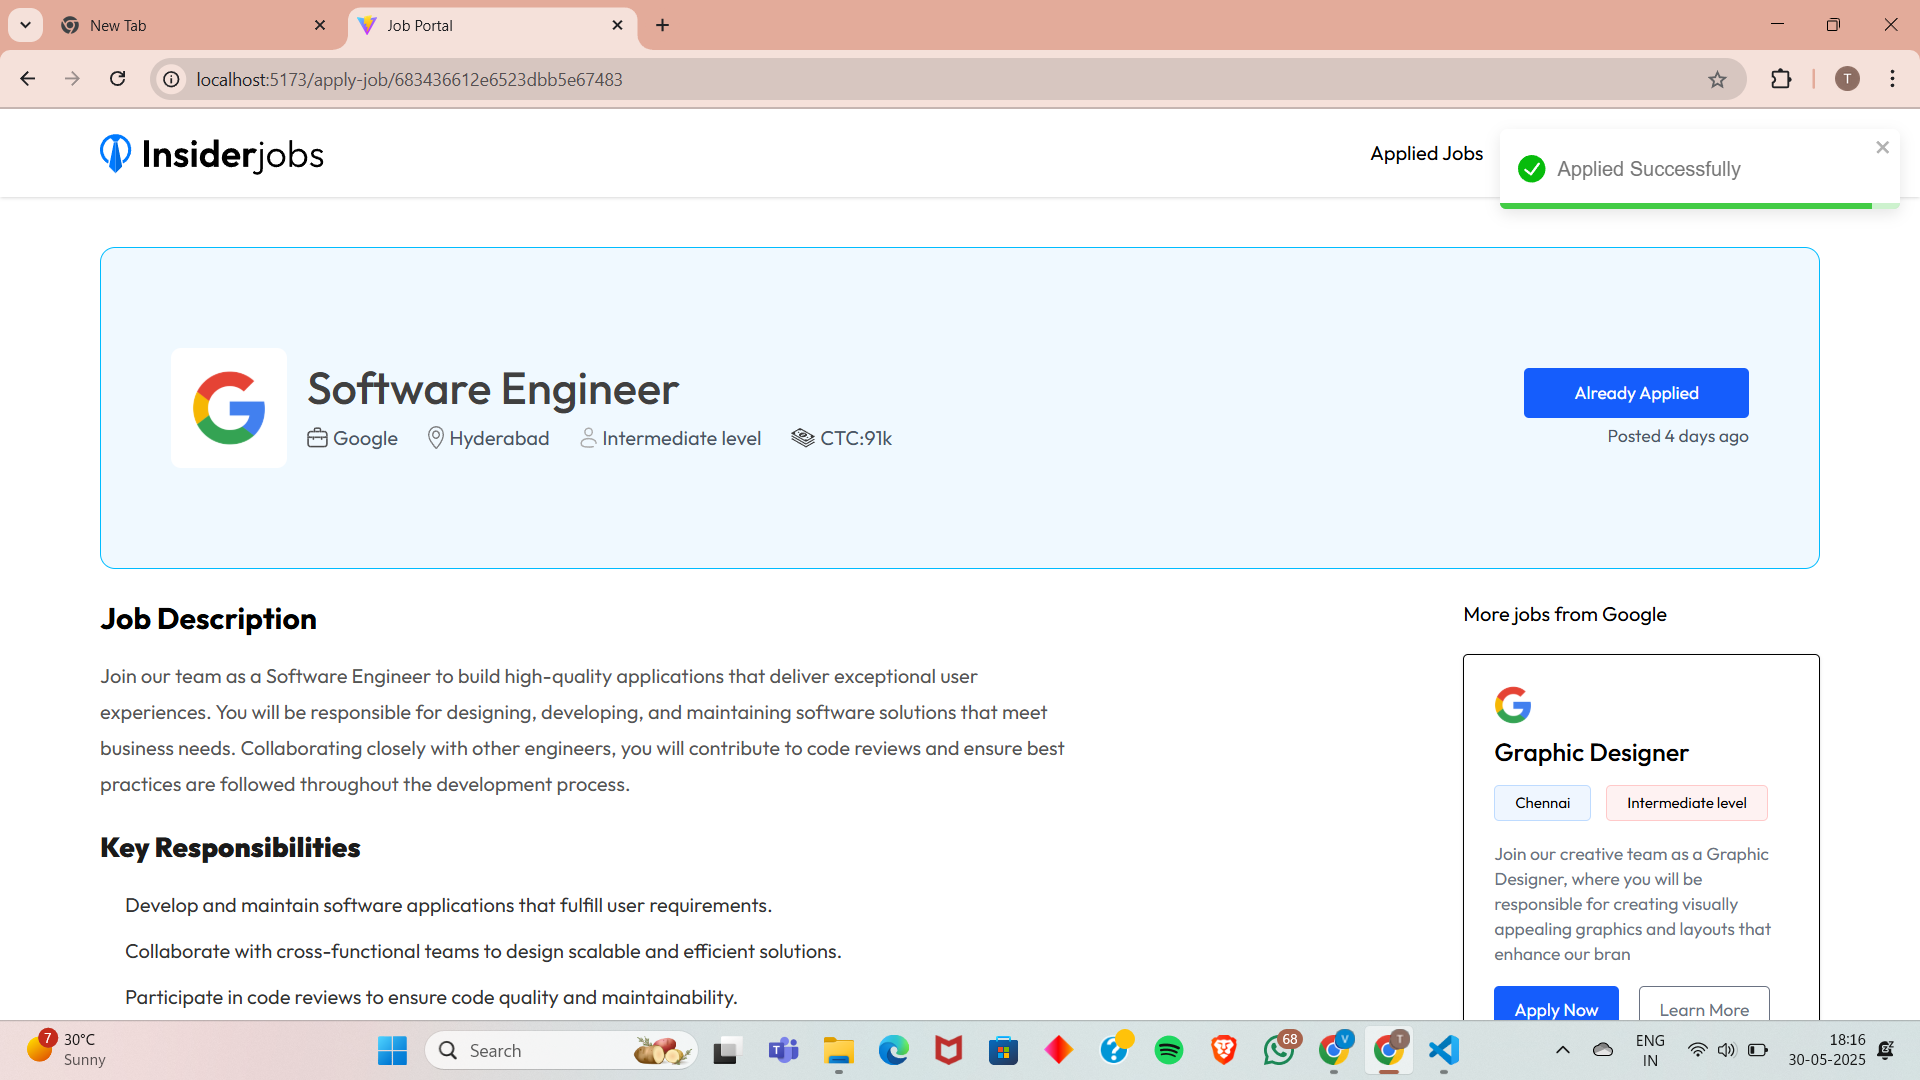 New Tab
Job Portal
localhost:5173/apply-job/683436612e6523dbb5e67483
T
Insiderjobs
Applied Jobs
Applied Successfully
Software Engineer
Google
Hyderabad
Intermediate level
CTC:91k
Already Applied
Posted 4 days ago
Job Description
Join our team as a Software Engineer to build high-quality applications that deliver exceptional user
experiences. You will be responsible for designing, developing, and maintaining software solutions that meet
business needs. Collaborating closely with other engineers, you will contribute to code reviews and ensure best
practices are followed throughout the development process.
Key Responsibilities
Develop and maintain software applications that fulfill user requirements.
Collaborate with cross-functional teams to design scalable and efficient solutions.
Participate in code reviews to ensure code quality and maintainability.
More jobs from Google
Graphic Designer
Chennai
Intermediate level
Join our creative team as a Graphic
Designer, where you will be
responsible for creating visually
appealing graphics and layouts that
enhance our bran
Apply Now
Learn More
7
30°C
Sunny
Search
68
V
T
ENG
IN
18:16
30-05-2025